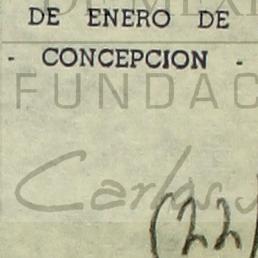 DE ENERO DE
- CONCEPCION -
FUNDAC
Carlos
(22)